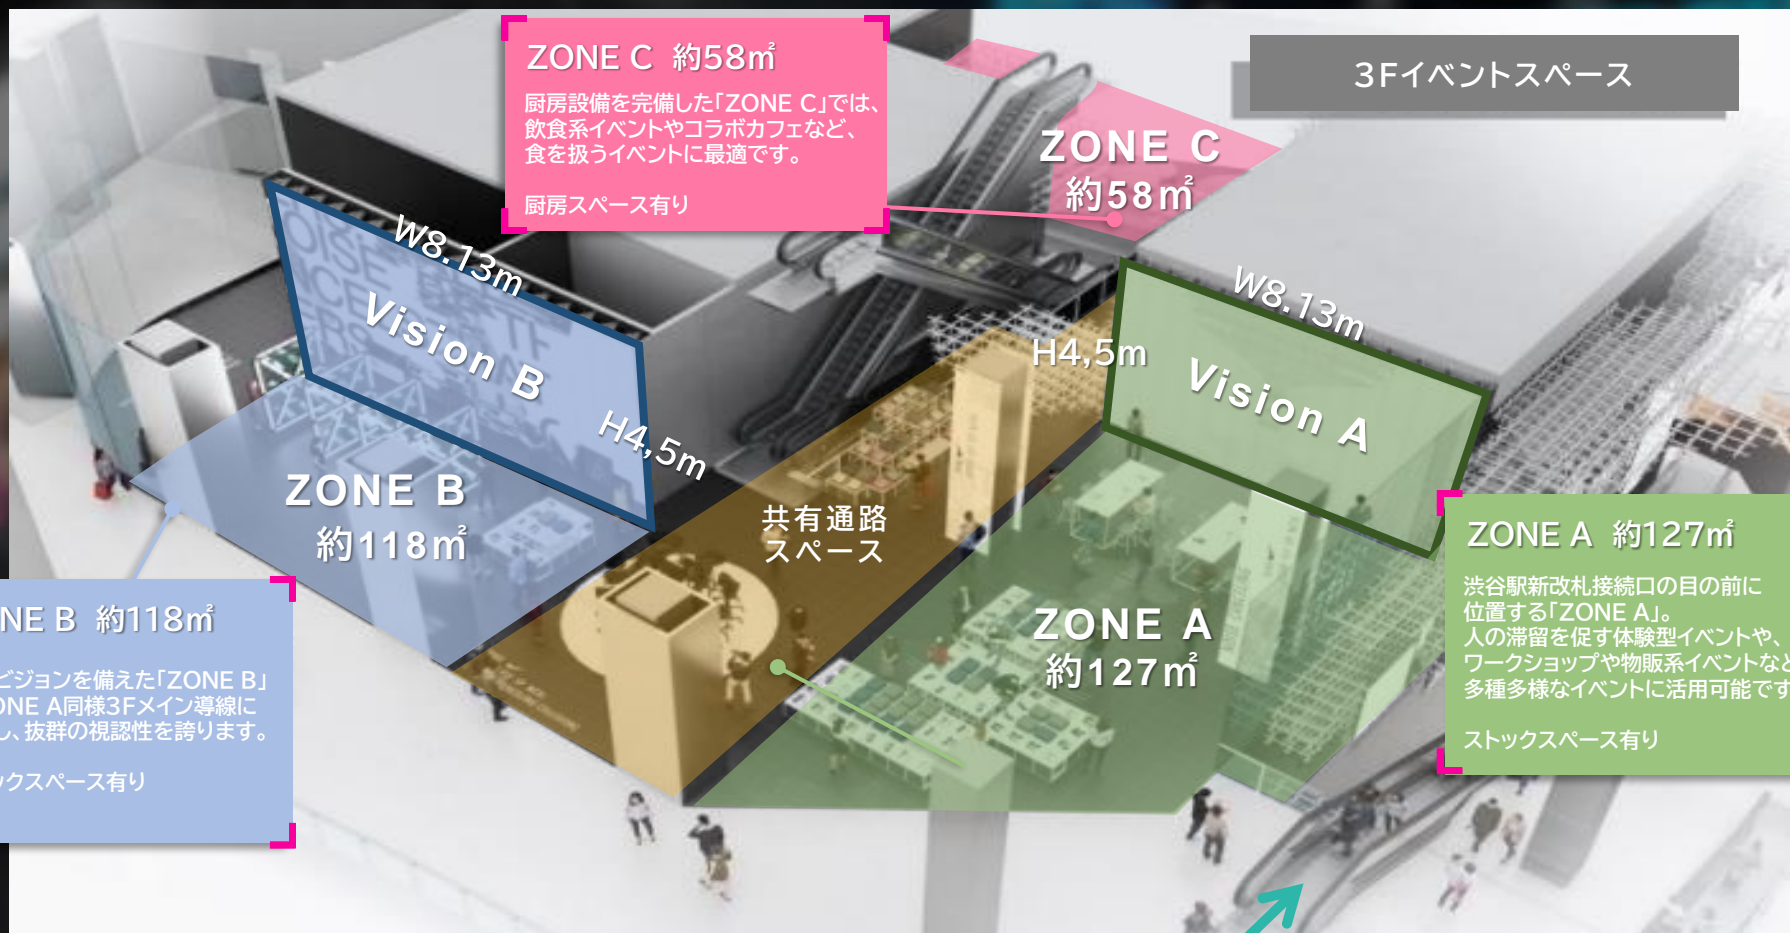 3Fイベントスペース
ZONE C 約58㎡
厨房設備を完備した「ZONE C」では、
飲食系イベントやコラボカフェなど、
食を扱うイベントに最適です。
厨房スペース有り
ZONE C
約58㎡
W8.13m
Vision B
H4,5m
W8.13m
H4,5m
Vision A
ZONE B
約118㎡
共有通路
スペース
ZONE A
約127㎡
NE B 約118㎡
ビジョンを備えた「ZONE B」
ONE A同様3Fメイン導線に
し、抜群の視認性を誇ります。
ックスペース有り
ZONE A 約127㎡
渋谷駅新改札接続口の目の前に
位置する「ZONE A」。
人の滞留を促す体験型イベントや、
ワークショップや物販系イベントなど
多種多様なイベントに活用可能です
ストックスペース有り